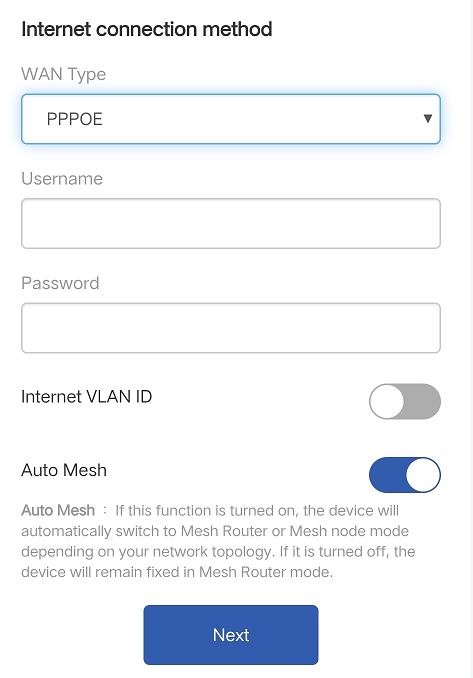 Internet connection method
WAN Type
PPPOE
Username
Password
Internet VLAN ID
Auto Mesh
Auto Mesh : If this function is turned on, the device will
automatically switch to Mesh Router or Mesh node mode
depending on your network topology. If it is turned off, the
device will remain fixed in Mesh Router mode.
Next